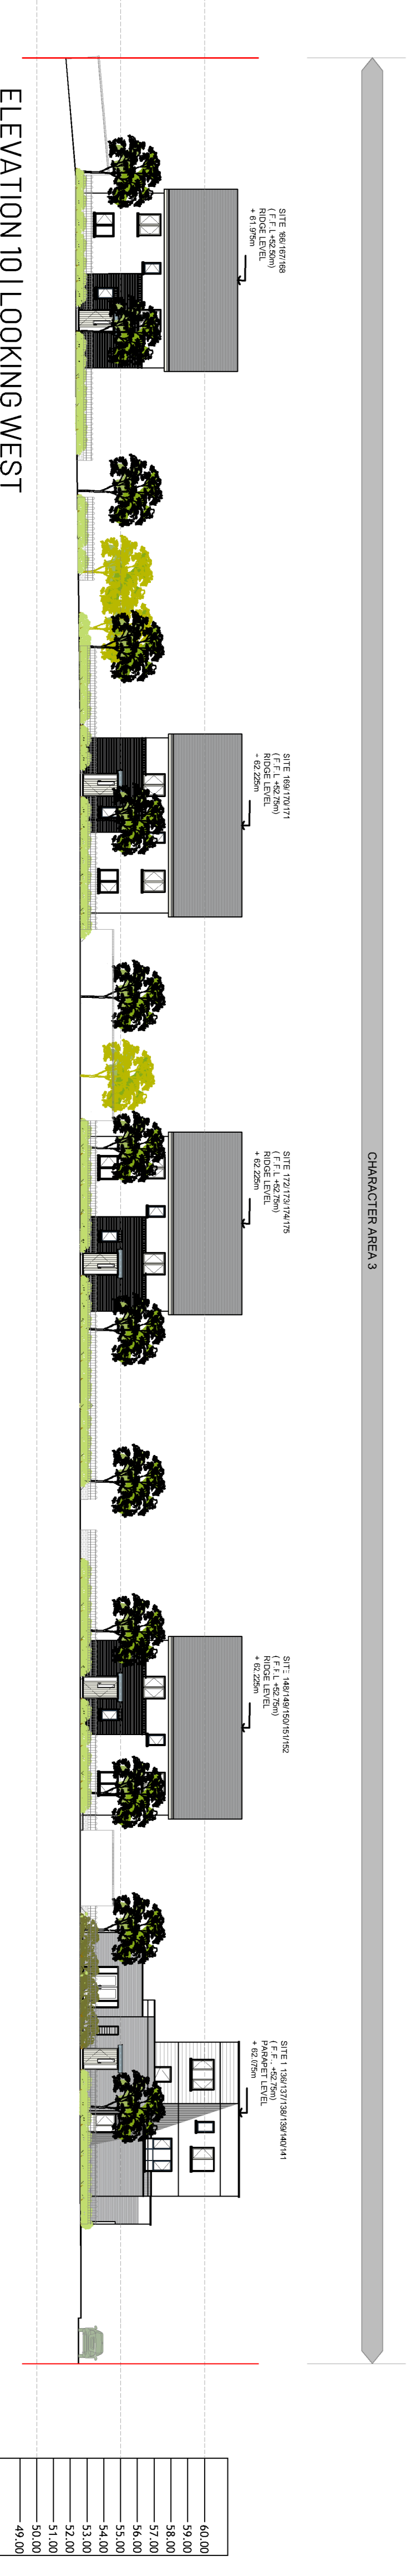 CHARACTER AREA 3
SITE 166/167/168
( F.F.L +52.50m)
RIDGE LEVEL
+ 61.975m
SITE 169/170/171
( F.F.L +52.75m)
RIDGE LEVEL
+ 62.225m
SITE 172/173/174/175
( F.F.L +52.75m)
RIDGE LEVEL
+ 62.225m
SITE 148/149/150/151/152
( F.F.L +52.75m)
RIDGE LEVEL
+ 62.225m
SITE 1 136/137/138/139/140/141
( F.F.. +52.75m)
PARAPET LEVEL
+ 62.075m
60.00
59.00
58.00
57.00
56.00
55.00
54.00
53.00
52.00
51.00
50.00
49.00
ELEVATION 10 | LOOKING WEST